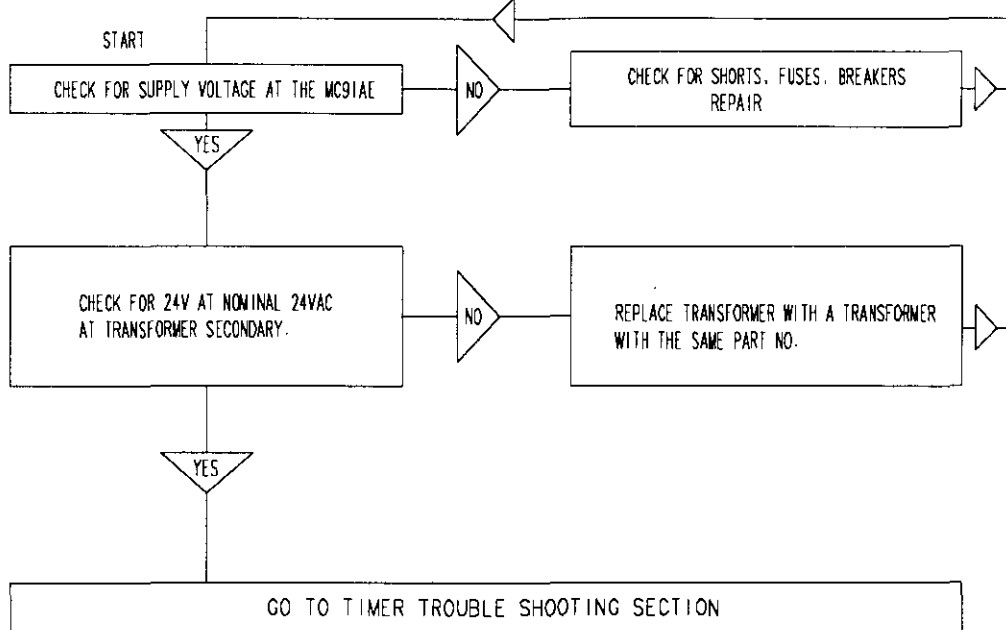 START
CHECK FOR SUPPLY VOLTAGE AT THE MC91AE
NO
CHECK FOR SHORTS, FUSES, BREAKERS
REPAIR
YES
CHECK FOR 24V AT NOMINAL 24VAC
AT TRANSFORMER SECONDARY.
NO
REPLACE TRANSFORMER WITH A TRANSFORMER
WITH THE SAME PART NO.
YES
GO TO TIMER TROUBLE SHOOTING SECTION